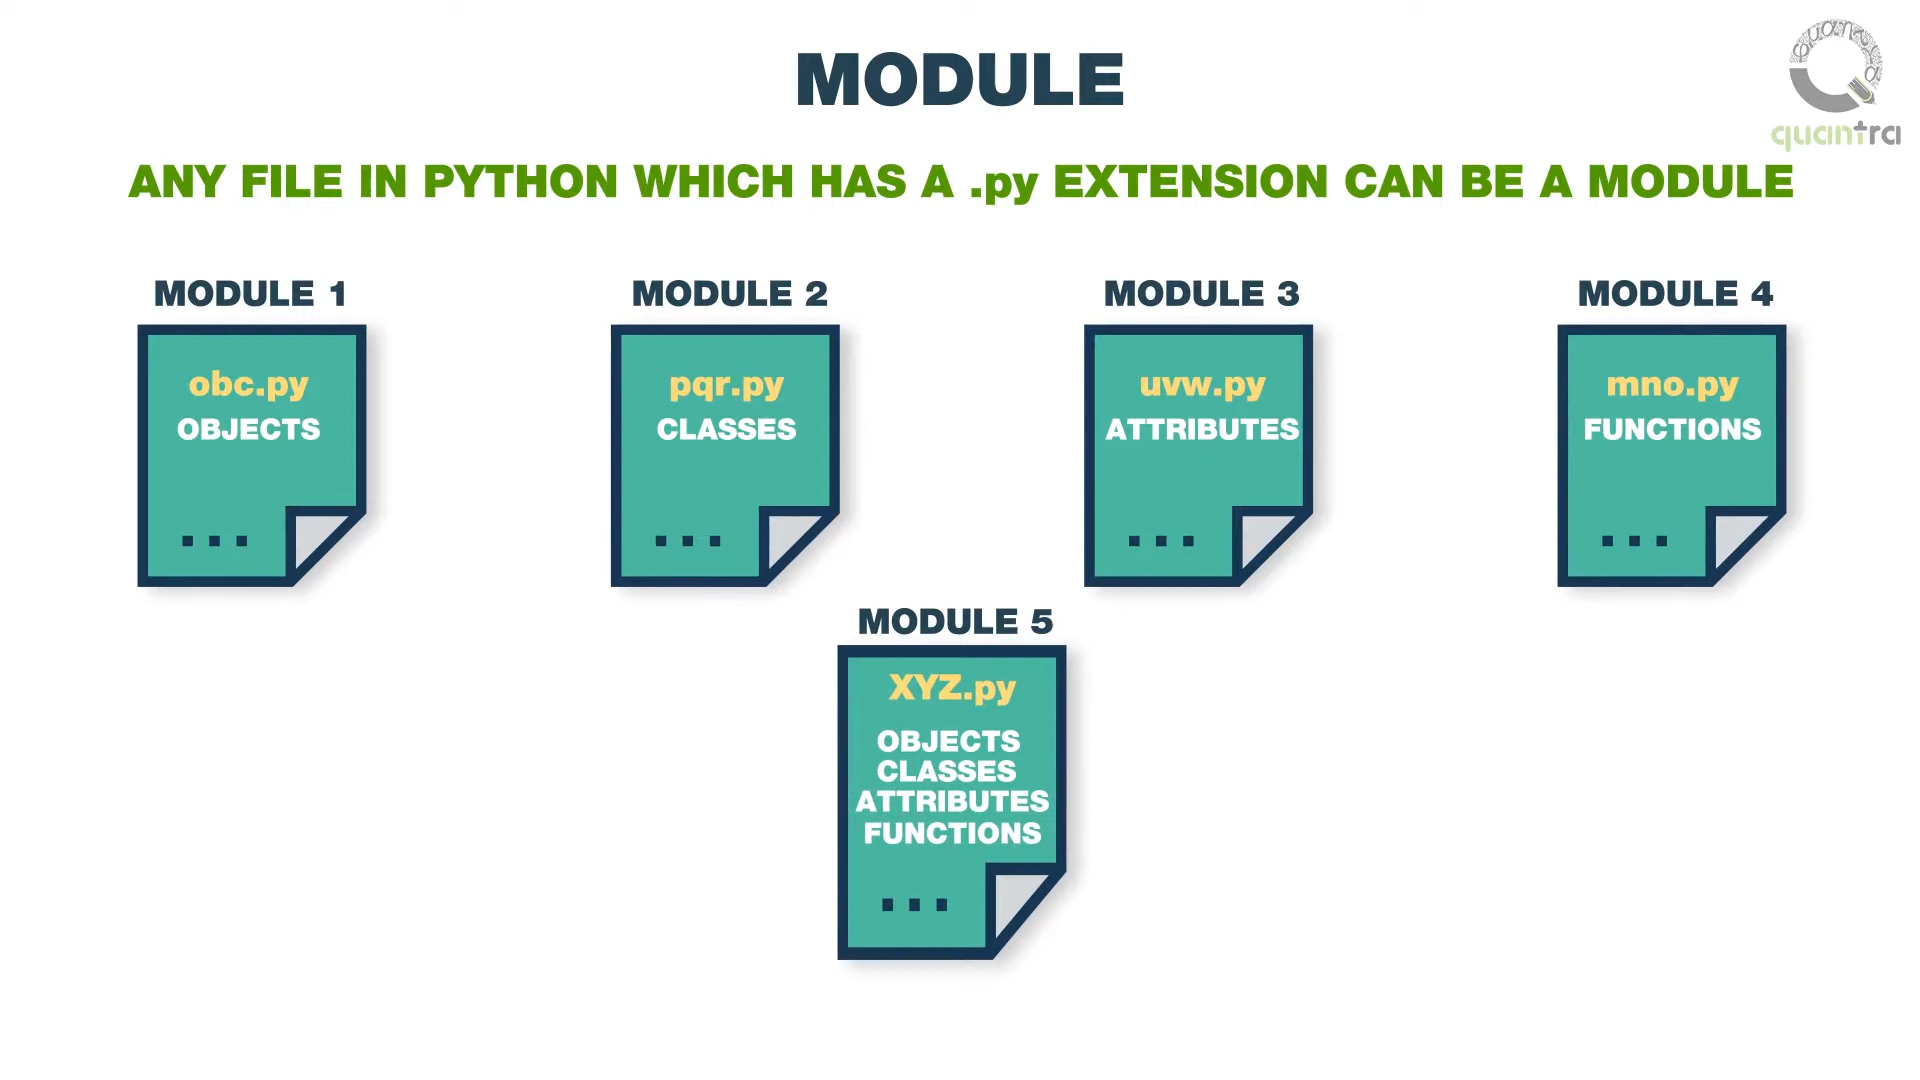 MODULE
quantra
ANY FILE IN PYTHON WHICH HAS A .py EXTENSION CAN BE A MODULE
MODULE 1
obc.py
OBJECTS
...
MODULE 2
pqr.py
CLASSES
...
MODULE 3
uvw.py
ATTRIBUTES
...
MODULE 4
mno.py
FUNCTIONS
...
MODULE 5
XYZ.py
OBJECTS
CLASSES
ATTRIBUTES
FUNCTIONS
...